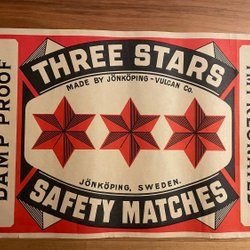 THREE STARS
MADE BY JÖNKÖPING-VULCAN CO.
JÖNKÖPING, SWEDEN.
SAFETY MATCHES
DAMP PROOF